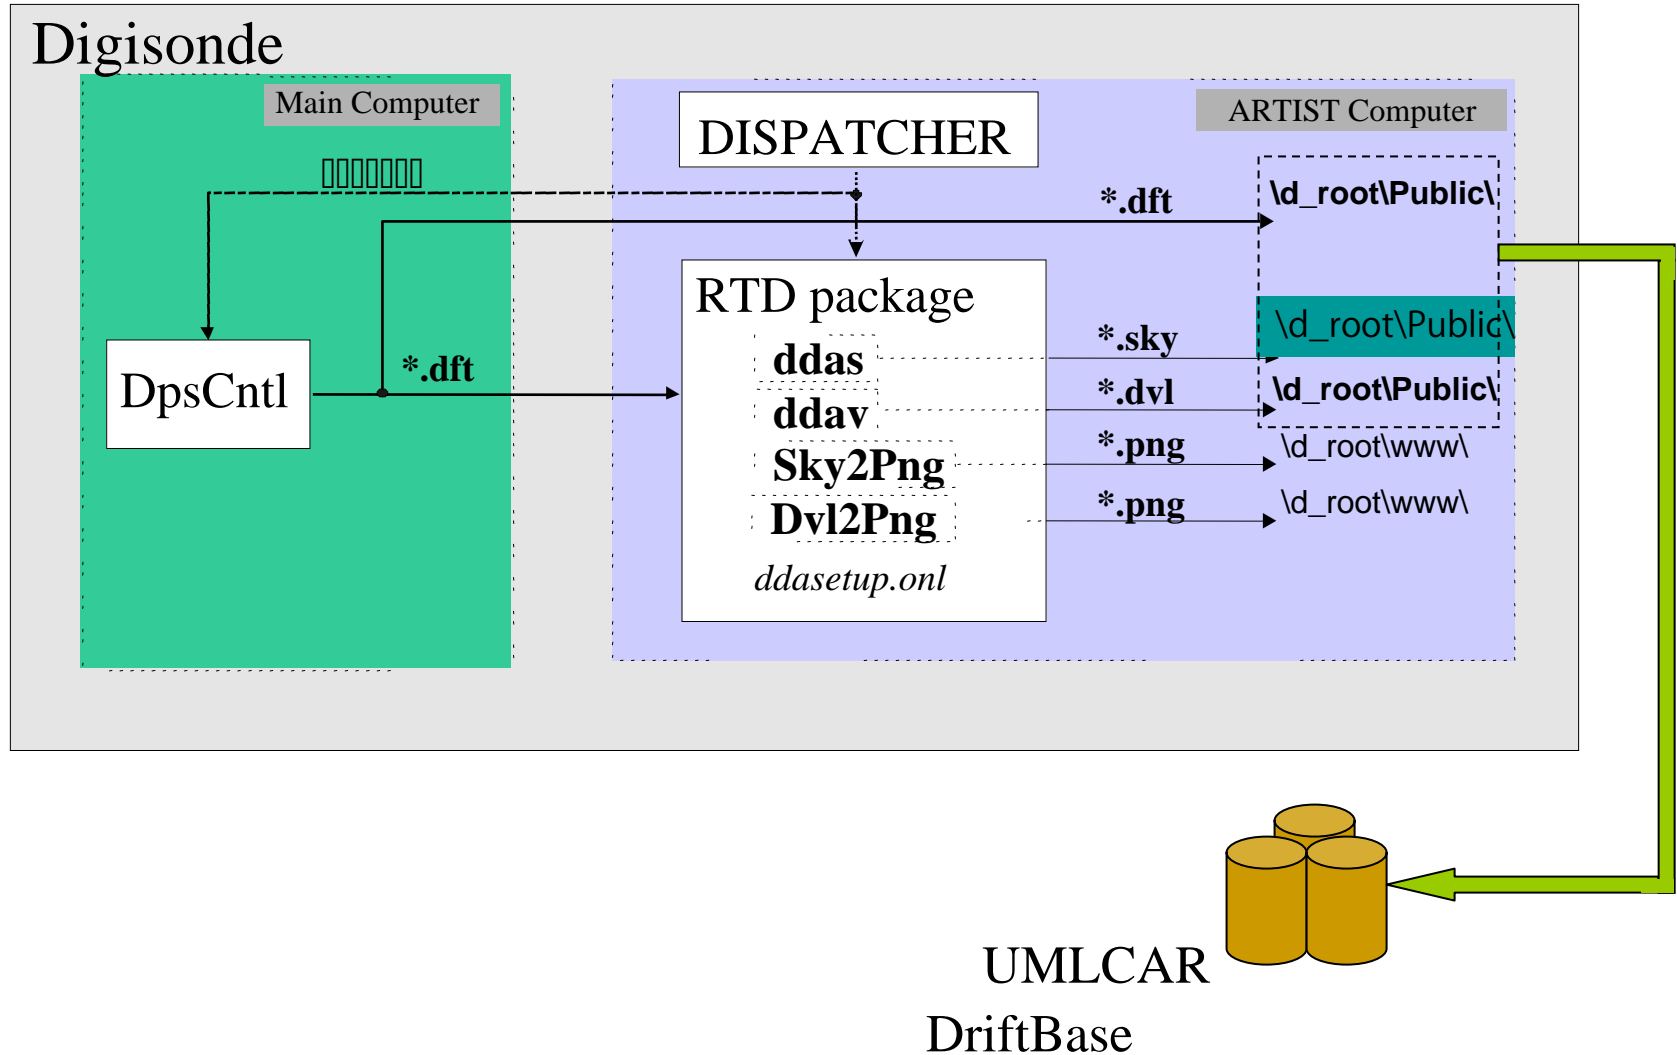 Digisonde
Main Computer
ARTIST Computer
DISPATCHER
*.dft
\d_root\Public\
RTD package
*.sky
\d_root\Public\
ddas
*.dft
DpsCntl
*.dvl
\d_root\Public\
ddav
*.png
\d_root\www\
Sky2Png
*.png
\d_root\www\
Dvl2Png
ddasetup.onl
UMLCAR
DriftBase